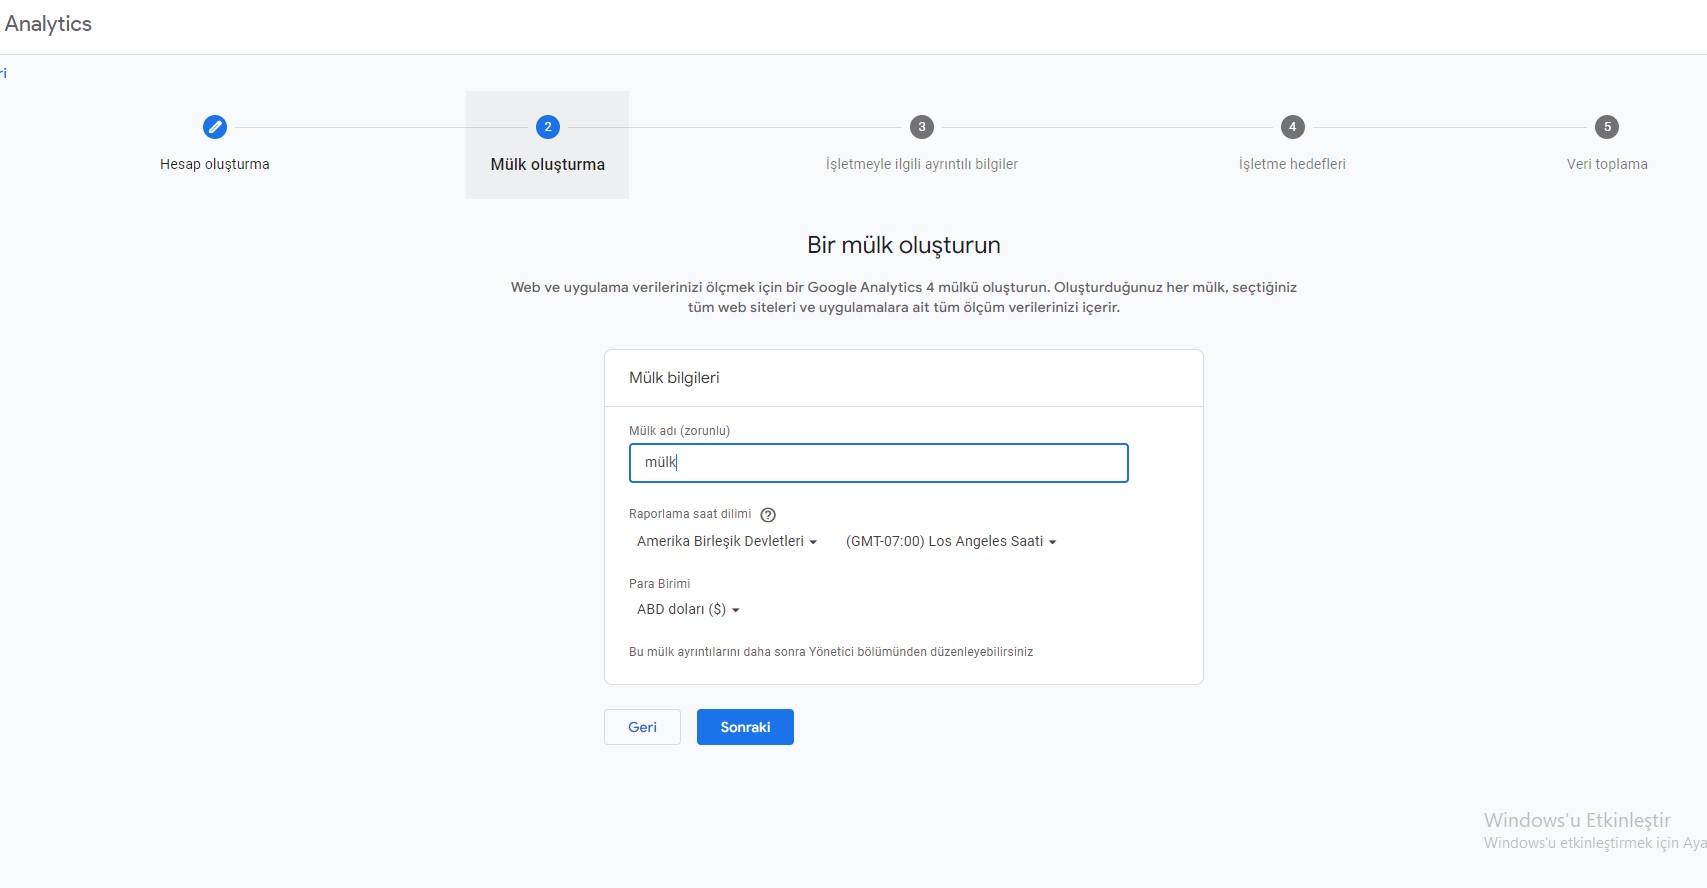 Analytics
ri
2
3
4
5
Hesap oluşturma
Mülk oluşturma
İşletmeyle ilgili ayrıntılı bilgiler
İşletme hedefleri
Veri toplama
Bir mülk oluşturun
Web ve uygulama verilerinizi ölçmek için bir Google Analytics 4 mülkü oluşturun. Oluşturduğunuz her mülk, seçtiğiniz
tüm web siteleri ve uygulamalara ait tüm ölçüm verilerinizi içerir.
Mülk bilgileri
Mülk adı (zorunlu)
mülk
Raporlama saat dilimi ?
Amerika Birleşik Devletleri (GMT-07:00) Los Angeles Saati
Para Birimi
ABD doları ($)
Bu mülk ayrıntılarını daha sonra Yönetici bölümünden düzenleyebilirsiniz
Geri Sonraki
Windows'u Etkinleştir
Windows'u etkinleştirmek için Aya